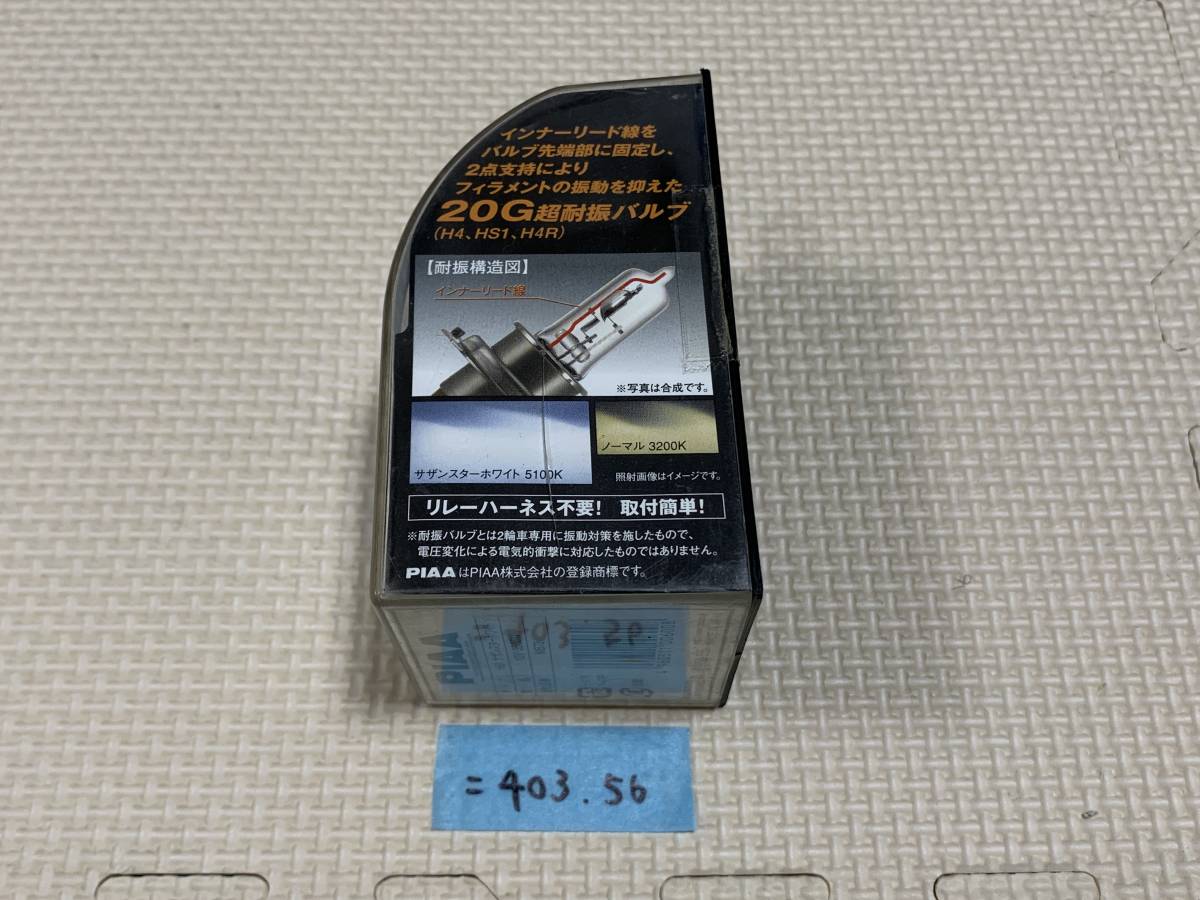 インナーリード線を
バルブ先端部に固定し、
2点支持により
フィラメントの振動を抑えた
20G超耐振バルブ
(H4、HS1、H4R)
【耐振構造図】
インナーリード線
※写真は合成です。
サザンスターホワイト 5100K
ノーマル 3200K
照射画像はイメージです。
リレーハーネス不要! 取付簡単!
※耐振バルブとは2輪車専用に振動対策を施したもので、
電圧変化による電気的衝撃に対応したものではありません。
PIAAはPIAA株式会社の登録商標です。
PIAA
403
=403.56